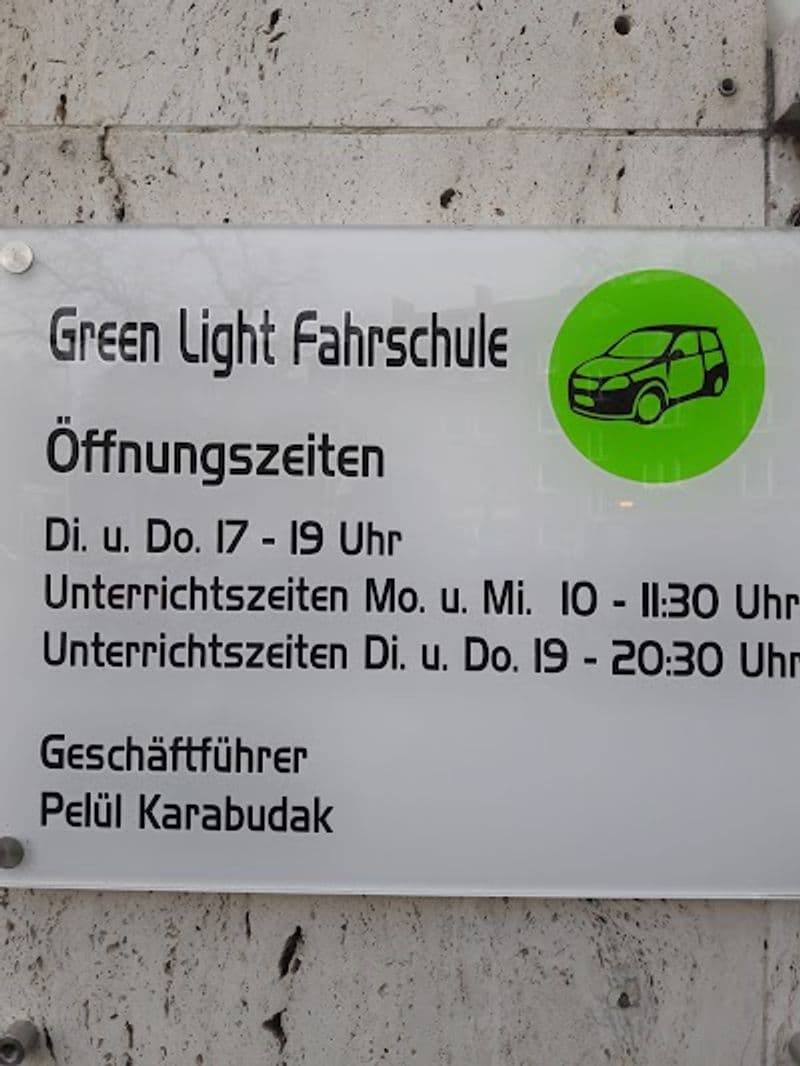 Green Light Fahrschule
Öffnungszeiten
Di. u. Do. 17 - 19 Uhr
Unterrichtszeiten Mo. u. Mi. 10 - 11:30 Uhr
Unterrichtszeiten Di. u. Do. 19 - 20:30 Uhr
Geschäftführer
Pelül Karabudak